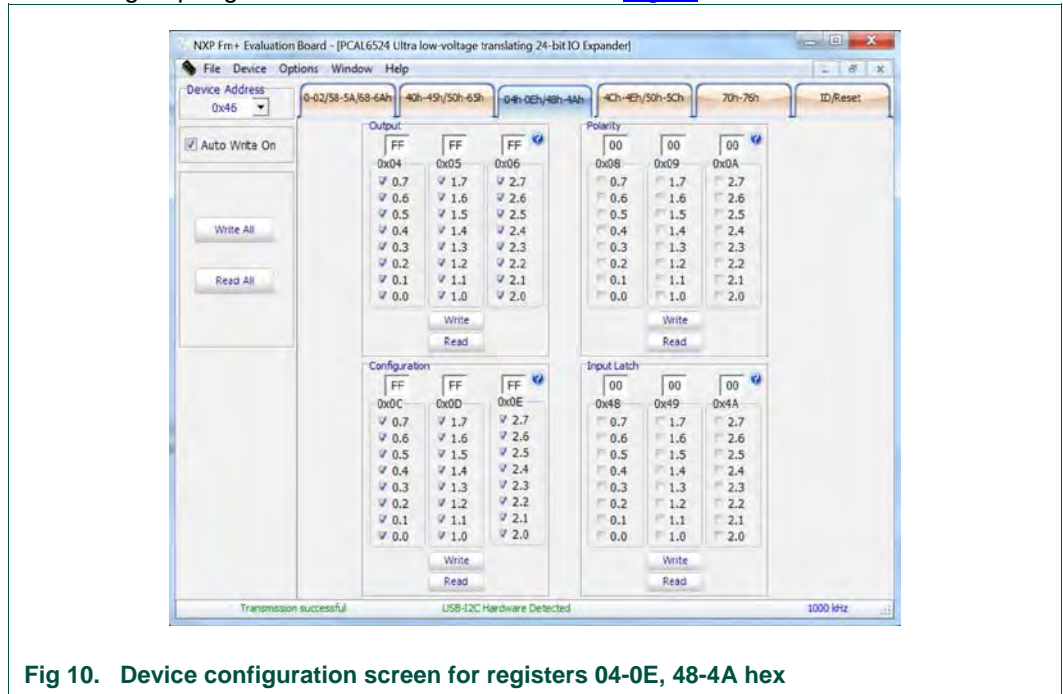 NXP Fm+ Evaluation Board - [PCAL6524 Ultra low-voltage translating 24-bit IO Expander]
File Device Options Window Help
Device Address
0x46
0-02/58-5A/68-6Ah 40h-45h/50h-65h 04h-0Eh/48h-4Ah 4Ch-4Eh/50h-5Ch 70h-76h ID/Reset
Auto Write On
Write All
Read All
Output
FF FF FF
0x04 0x05 0x06
0.7 1.7 2.7
0.6 1.6 2.6
0.5 1.5 2.5
0.4 1.4 2.4
0.3 1.3 2.3
0.2 1.2 2.2
0.1 1.1 2.1
0.0 1.0 2.0
Write
Read
Polarity
00 00 00
0x08 0x09 0x0A
0.7 1.7 2.7
0.6 1.6 2.6
0.5 1.5 2.5
0.4 1.4 2.4
0.3 1.3 2.3
0.2 1.2 2.2
0.1 1.1 2.1
0.0 1.0 2.0
Write
Read
Configuration
FF FF FF
0x0C 0x0D 0x0E
0.7 1.7 2.7
0.6 1.6 2.6
0.5 1.5 2.5
0.4 1.4 2.4
0.3 1.3 2.3
0.2 1.2 2.2
0.1 1.1 2.1
0.0 1.0 2.0
Write
Read
Input Latch
00 00 00
0x48 0x49 0x4A
0.7 1.7 2.7
0.6 1.6 2.6
0.5 1.5 2.5
0.4 1.4 2.4
0.3 1.3 2.3
0.2 1.2 2.2
0.1 1.1 2.1
0.0 1.0 2.0
Write
Read
Transmission successful USB-I2C Hardware Detected 1000 kHz
Fig 10. Device configuration screen for registers 04-0E, 48-4A hex